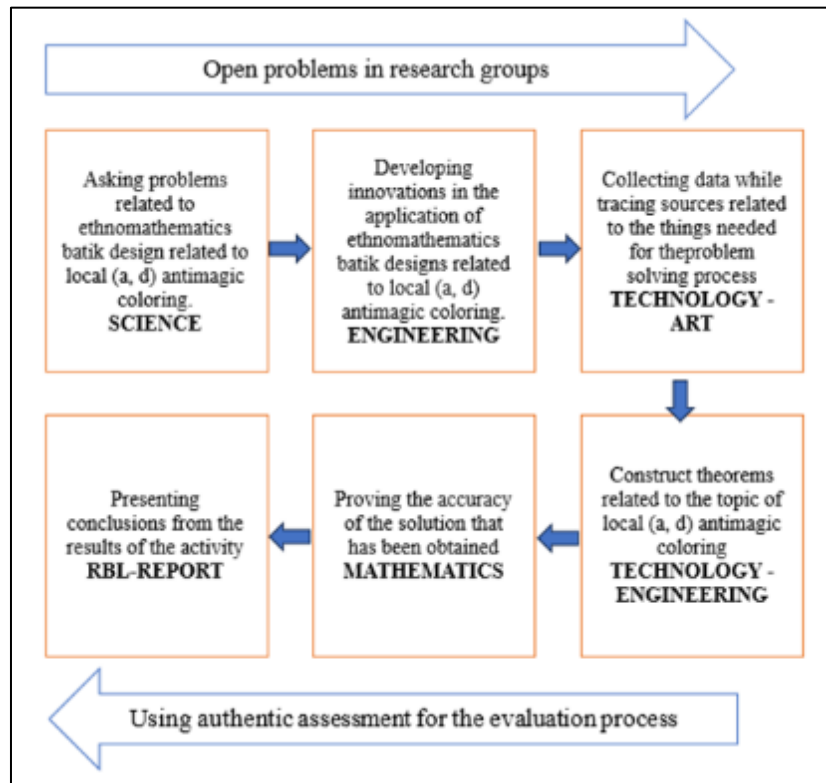 Open problems in research groups
Asking problems
related to
ethnomathematics
batik design related to
local (a, d) antimagic
coloring.
SCIENCE
Developing
innovations in the
application of
ethnomathematics
batik designs related
to local (a, d)
antimagic coloring.
ENGINEERING
Collecting data while
tracing sources related
to the things needed
for theproblem
solving process
TECHNOLOGY -
ART
Construct theorems
related to the topic of
local (a, d) antimagic
coloring
TECHNOLOGY -
ENGINEERING
Proving the accuracy
of the solution that
has been obtained
MATHEMATICS
Presenting
conclusions from the
results of the activity
RBL-REPORT
Using authentic assessment for the evaluation process